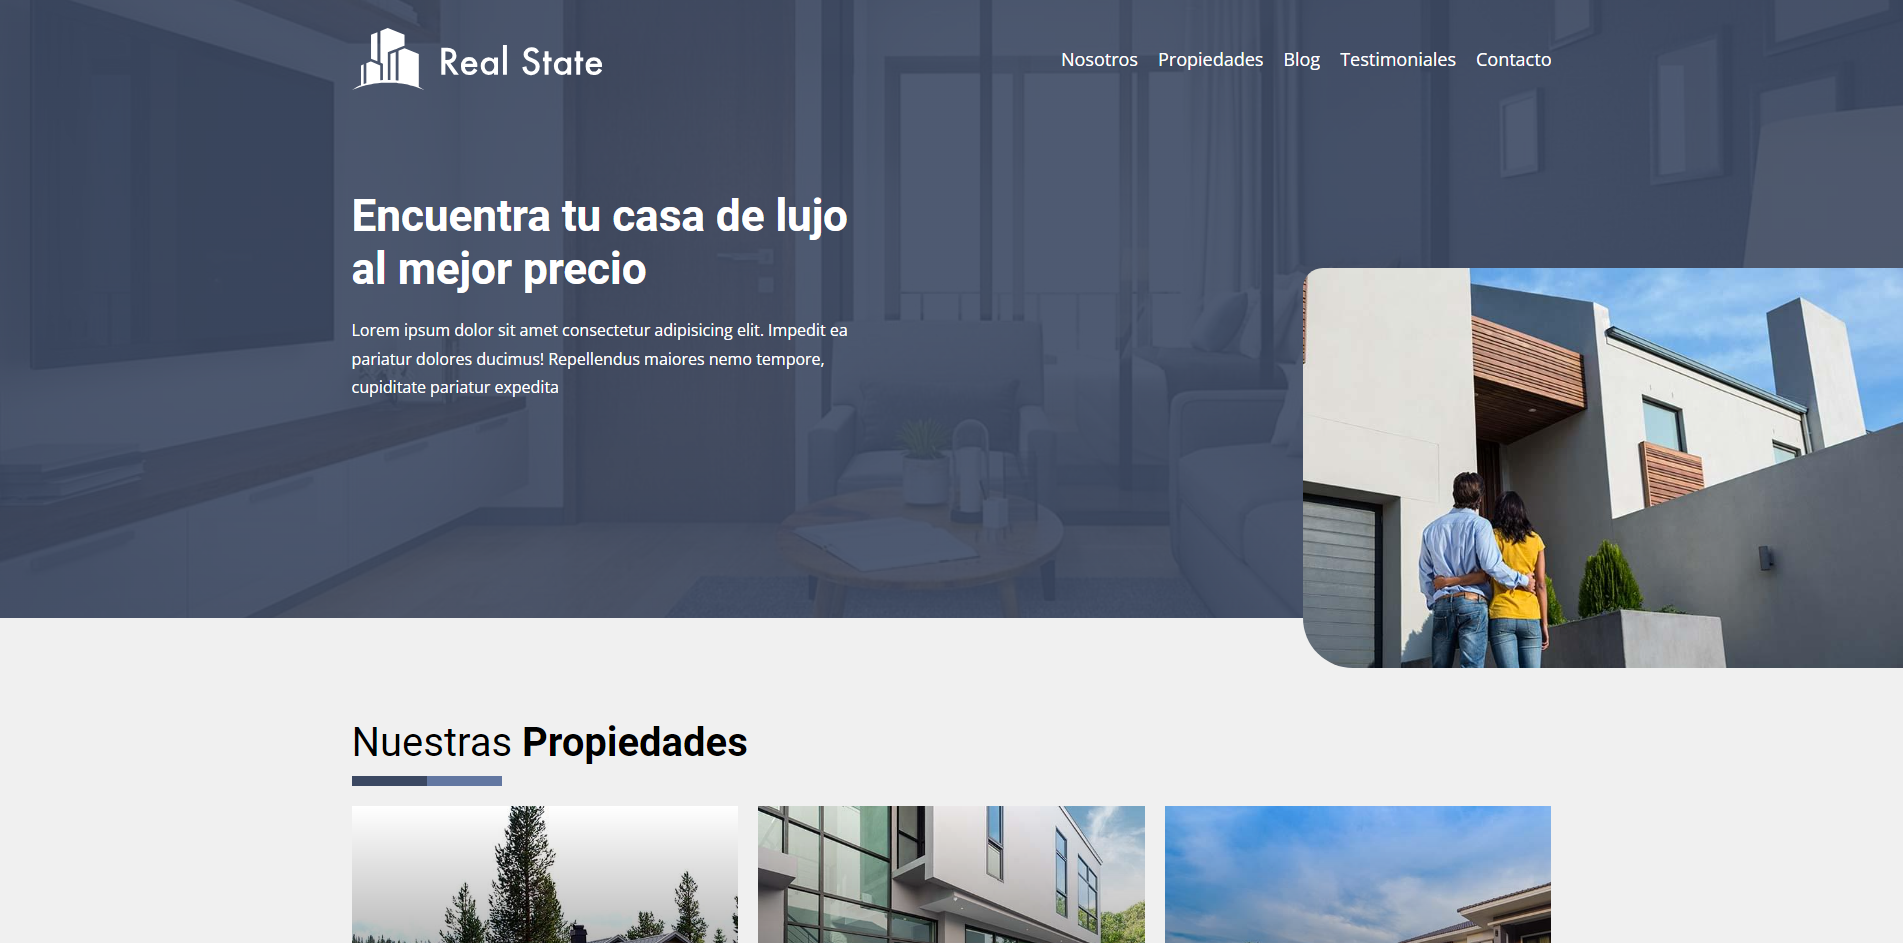 Real State
Nosotros Propiedades Blog Testimoniales Contacto
Encuentra tu casa de lujo
al mejor precio
Lorem ipsum dolor sit amet consectetur adipisicing elit. Impedit ea
pariatur dolores ducimus! Repellendus maiores nemo tempore,
cupiditate pariatur expedita
Nuestras Propiedades